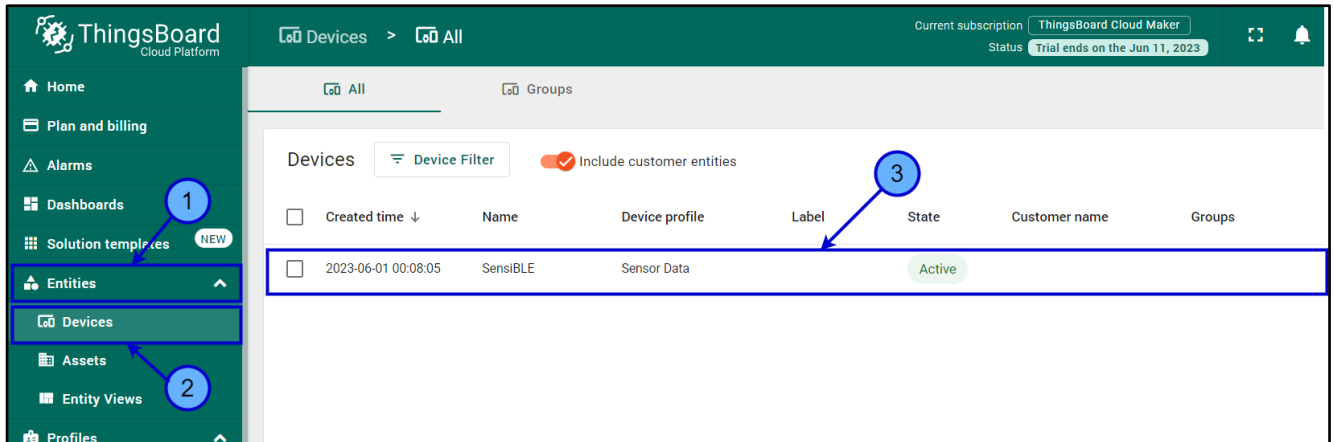 ThingsBoard
Cloud Platform
Devices > All
Current subscription ThingsBoard Cloud Maker
Status Trial ends on the Jun 11, 2023
Home
Plan and billing
Alarms
Dashboards
Solution templates NEW
Entities
Devices
Assets
Entity Views
Profiles
All Groups
Devices Device Filter Include customer entities
Created time ↓ Name Device profile Label State Customer name Groups
2023-06-01 00:08:05 SensiBLE Sensor Data Active
1
2
3